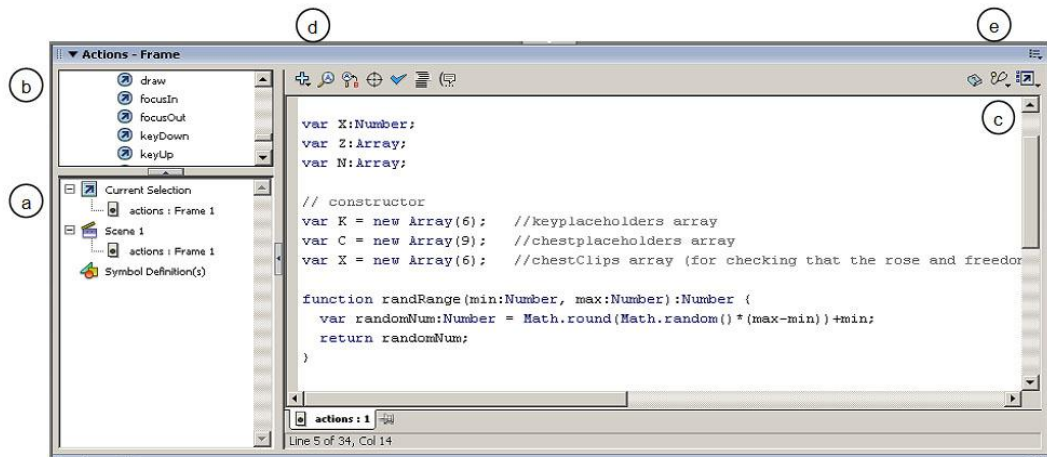 d
e
Actions - Frame
b
draw
focusIn
focusOut
keyDown
keyUp
c
var X:Number;
var Z:Array;
var N:Array;
// constructor
var K = new Array(6);    //keyplaceholders array
var C = new Array(9);    //chestplaceholders array
var X = new Array(6);    //chestClips array (for checking that the rose and freedom
function randRange(min:Number, max:Number):Number {
var randomNum:Number = Math.round(Math.random()*(max-min))+min;
return randomNum;
}
a
Current Selection
actions : Frame 1
Scene 1
actions : Frame 1
Symbol Definition(s)
actions : 1
Line 5 of 34, Col 14